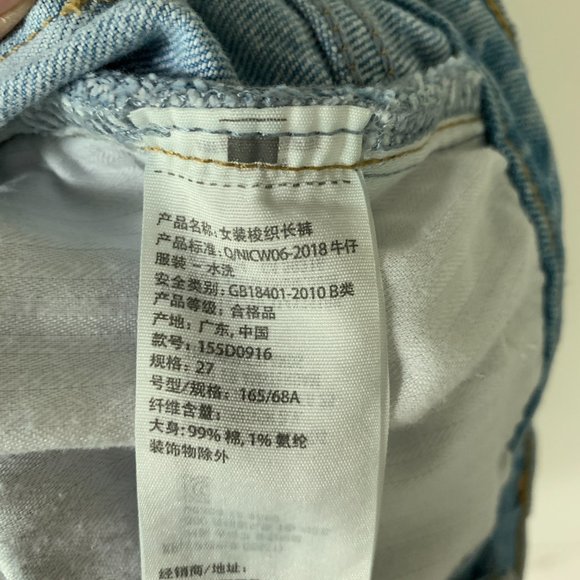 产品名称: 女装梭织长裤
产品标准: Q/NICW06-2018 牛仔
服装 – 水洗
安全类别: GB18401-2010 B类
产品等级: 合格品
产地: 广东, 中国
款号: 155D0916
规格: 27
号型/规格: 165/68A
纤维含量:
大身: 99% 棉, 1% 氨纶
装饰物除外
经销商/地址: